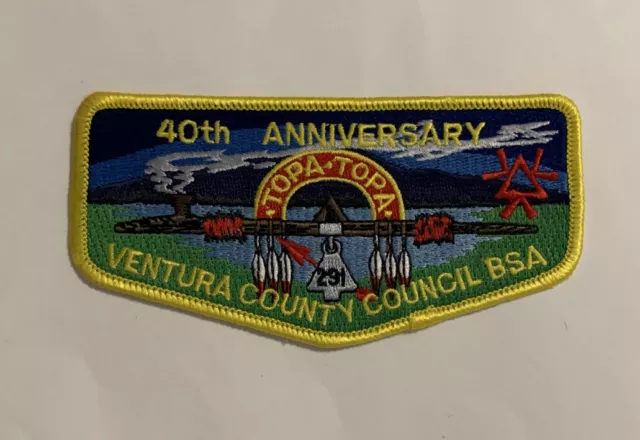 40th ANNIVERSARY
·TOPA·TOPA·
291
VENTURA COUNTY COUNCIL BSA